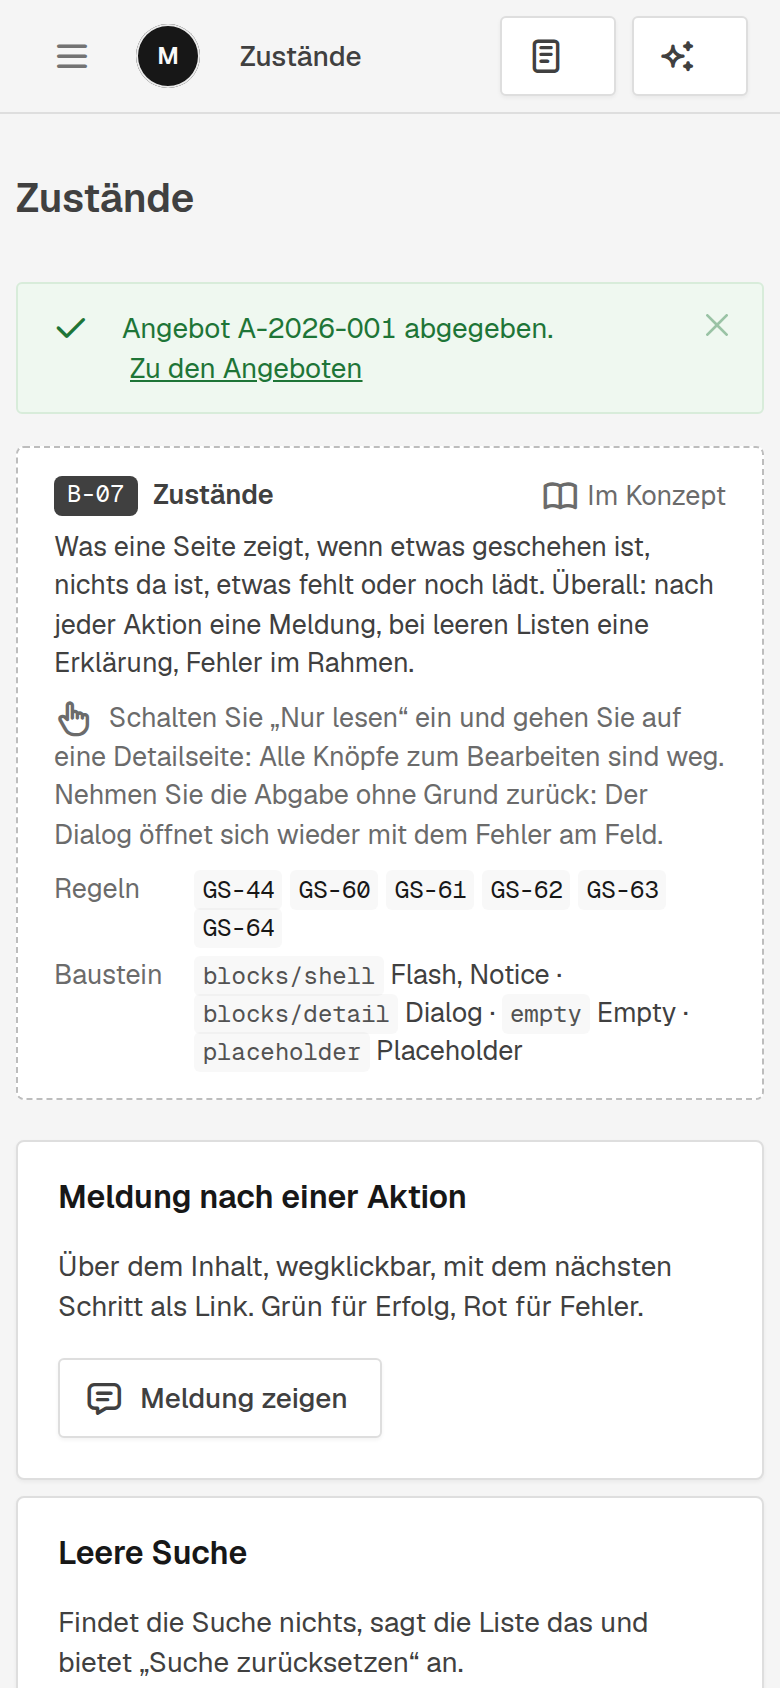 M
Zustände
Zustände
Angebot A-2026-001 abgegeben.
Zu den Angeboten
B-07 Zustände Im Konzept
Was eine Seite zeigt, wenn etwas geschehen ist,
nichts da ist, etwas fehlt oder noch lädt. Überall: nach
jeder Aktion eine Meldung, bei leeren Listen eine
Erklärung, Fehler im Rahmen.
Schalten Sie „Nur lesen“ ein und gehen Sie auf
eine Detailseite: Alle Knöpfe zum Bearbeiten sind weg.
Nehmen Sie die Abgabe ohne Grund zurück: Der
Dialog öffnet sich wieder mit dem Fehler am Feld.
Regeln GS-44 GS-60 GS-61 GS-62 GS-63
GS-64
Baustein blocks/shell Flash, Notice ·
blocks/detail Dialog · empty Empty ·
placeholder Placeholder
Meldung nach einer Aktion
Über dem Inhalt, wegklickbar, mit dem nächsten
Schritt als Link. Grün für Erfolg, Rot für Fehler.
Meldung zeigen
Leere Suche
Findet die Suche nichts, sagt die Liste das und
bietet „Suche zurücksetzen“ an.